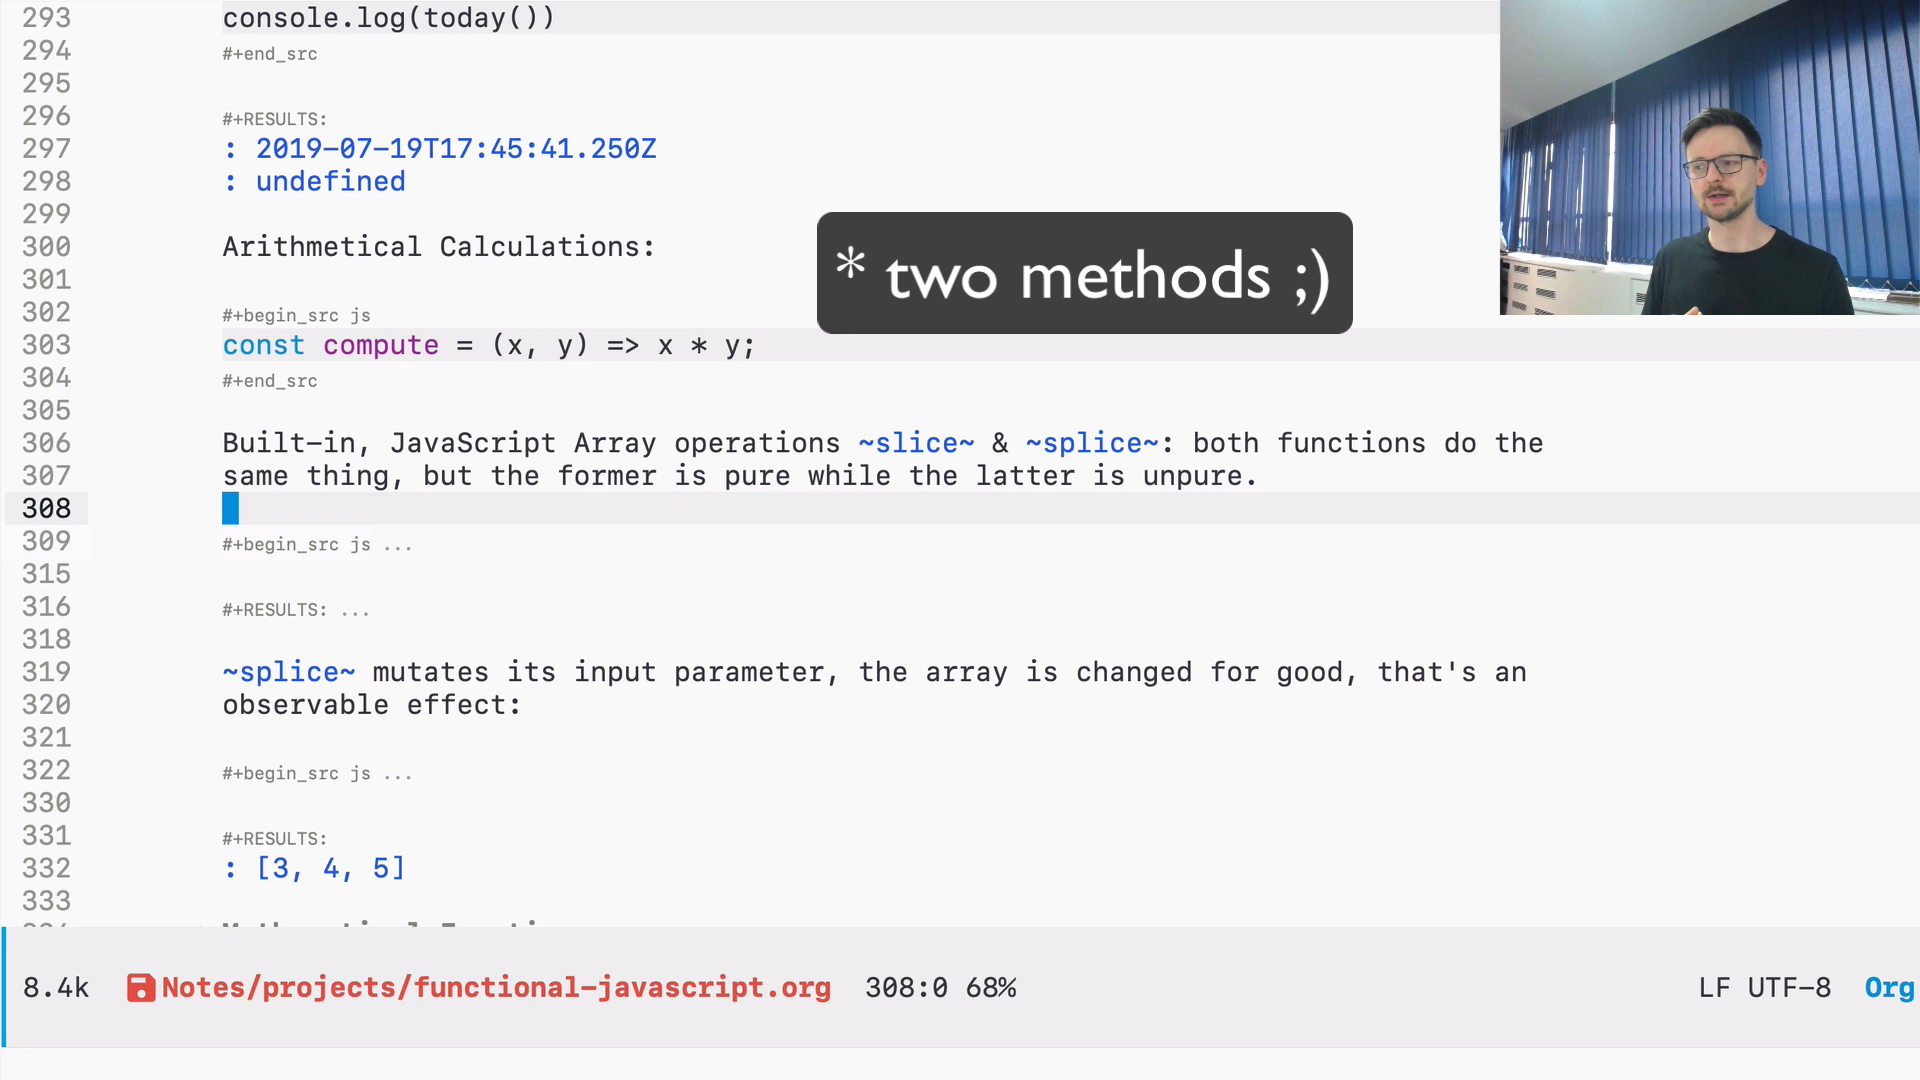 293 console.log(today())
294 #+end_src
295
296 #+RESULTS:
297 : 2019-07-19T17:45:41.250Z
298 : undefined
299
300 Arithmetical Calculations:
301
302 #+begin_src js
303 const compute = (x, y) => x * y;
304 #+end_src
305
306 Built-in, JavaScript Array operations ~slice~ & ~splice~: both functions do the
307 same thing, but the former is pure while the latter is unpure.
308
309 #+begin_src js ...
315
316 #+RESULTS: ...
318
319 ~splice~ mutates its input parameter, the array is changed for good, that's an
320 observable effect:
321
322 #+begin_src js ...
330
331 #+RESULTS:
332 : [3, 4, 5]
333
* two methods ;)
8.4k Notes/projects/functional-javascript.org 308:0 68% LF UTF-8 Org